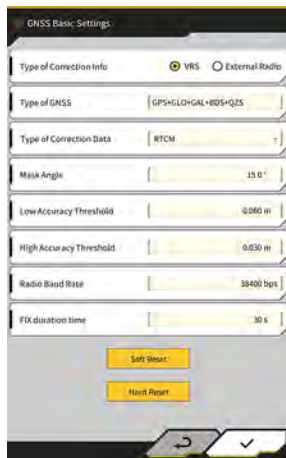 GNSS Basic Settings
Type of Correction Info VRS External Radio
Type of GNSS GPS+GLO+GAL+BDS+QZS
Type of Correction Data RTCM
Mask Angle 15.0°
Low Accuracy Threshold 0.060 m
High Accuracy Threshold 0.030 m
Radio Baud Rate 38400 bps
FIX duration time 30 s
Soft Reset
Hard Reset